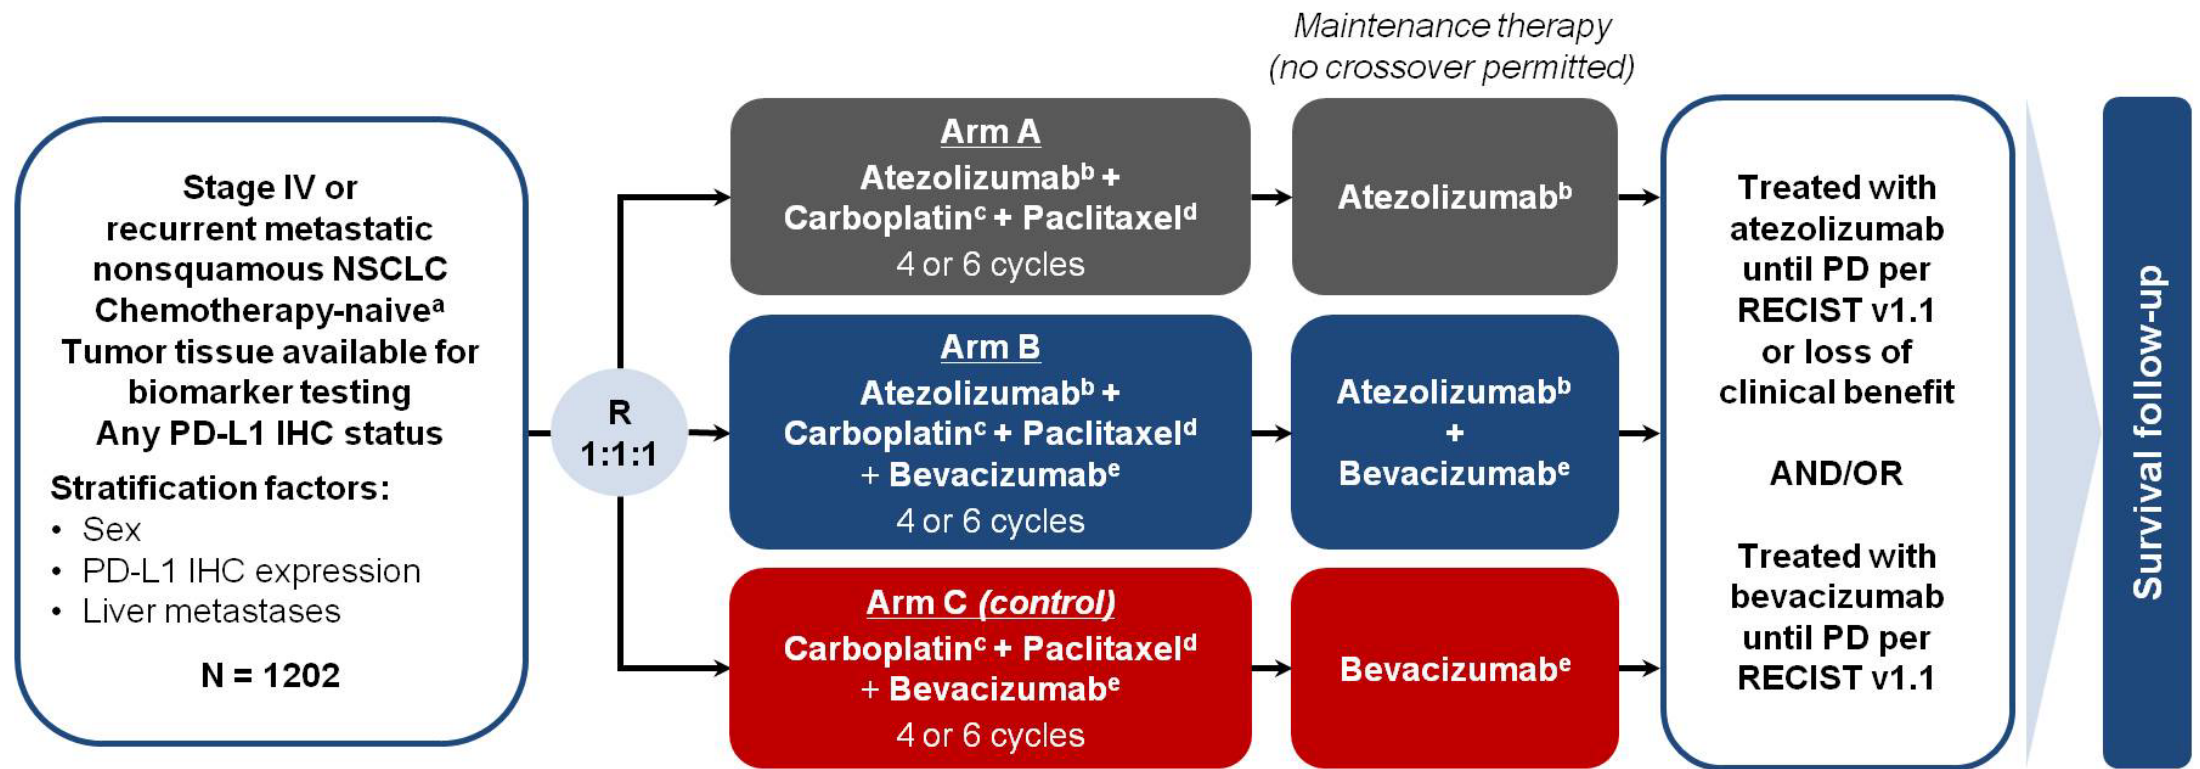 Maintenance therapy
(no crossover permitted)
Stage IV or
recurrent metastatic
nonsquamous NSCLC
Chemotherapy-naiveᵃ
Tumor tissue available for
biomarker testing
Any PD-L1 IHC status
Stratification factors:
• Sex
• PD-L1 IHC expression
• Liver metastases
N = 1202
R
1:1:1
Arm A
Atezolizumabᵇ +
Carboplatinᶜ + Paclitaxelᵈ
4 or 6 cycles
Atezolizumabᵇ
Arm B
Atezolizumabᵇ +
Carboplatinᶜ + Paclitaxelᵈ
+ Bevacizumabᵉ
4 or 6 cycles
Atezolizumabᵇ
+
Bevacizumabᵉ
Arm C (control)
Carboplatinᶜ + Paclitaxelᵈ
+ Bevacizumabᵉ
4 or 6 cycles
Bevacizumabᵉ
Treated with
atezolizumab
until PD per
RECIST v1.1
or loss of
clinical benefit
AND/OR
Treated with
bevacizumab
until PD per
RECIST v1.1
Survival follow-up